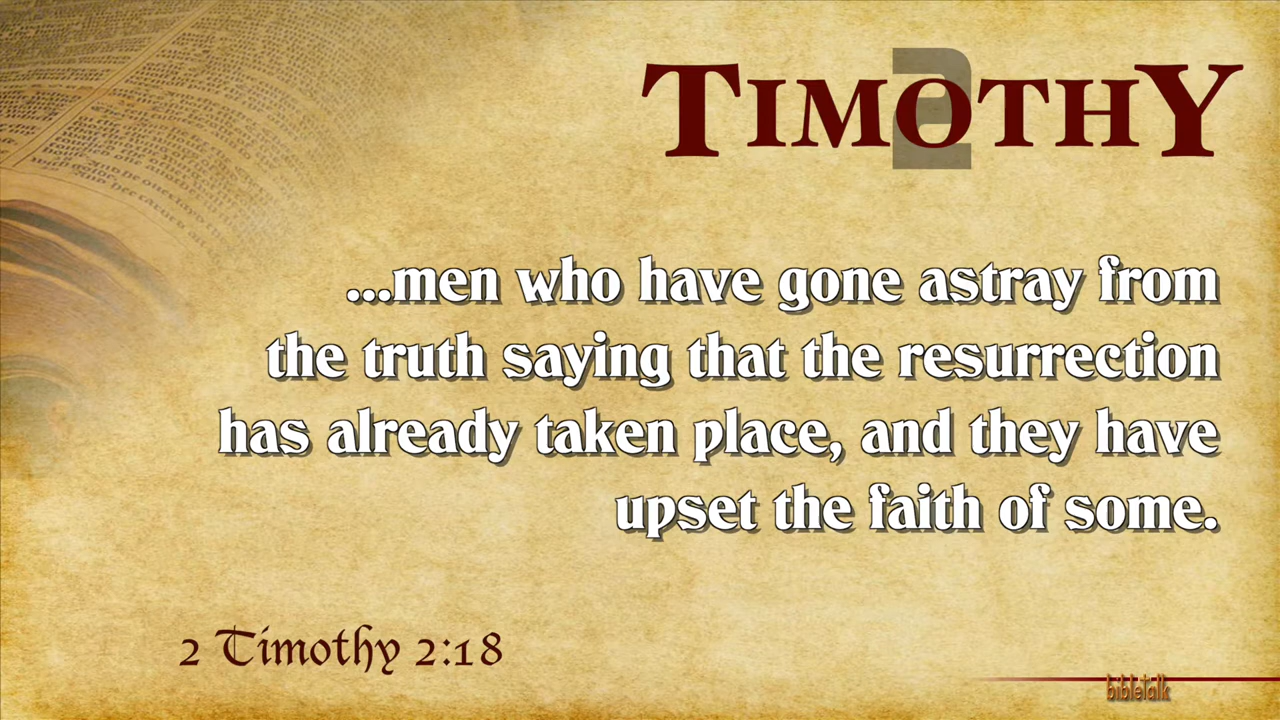 2
TIMOTHY
...men who have gone astray from
the truth saying that the resurrection
has already taken place, and they have
upset the faith of some.
2 Timothy 2:18
bibletalk